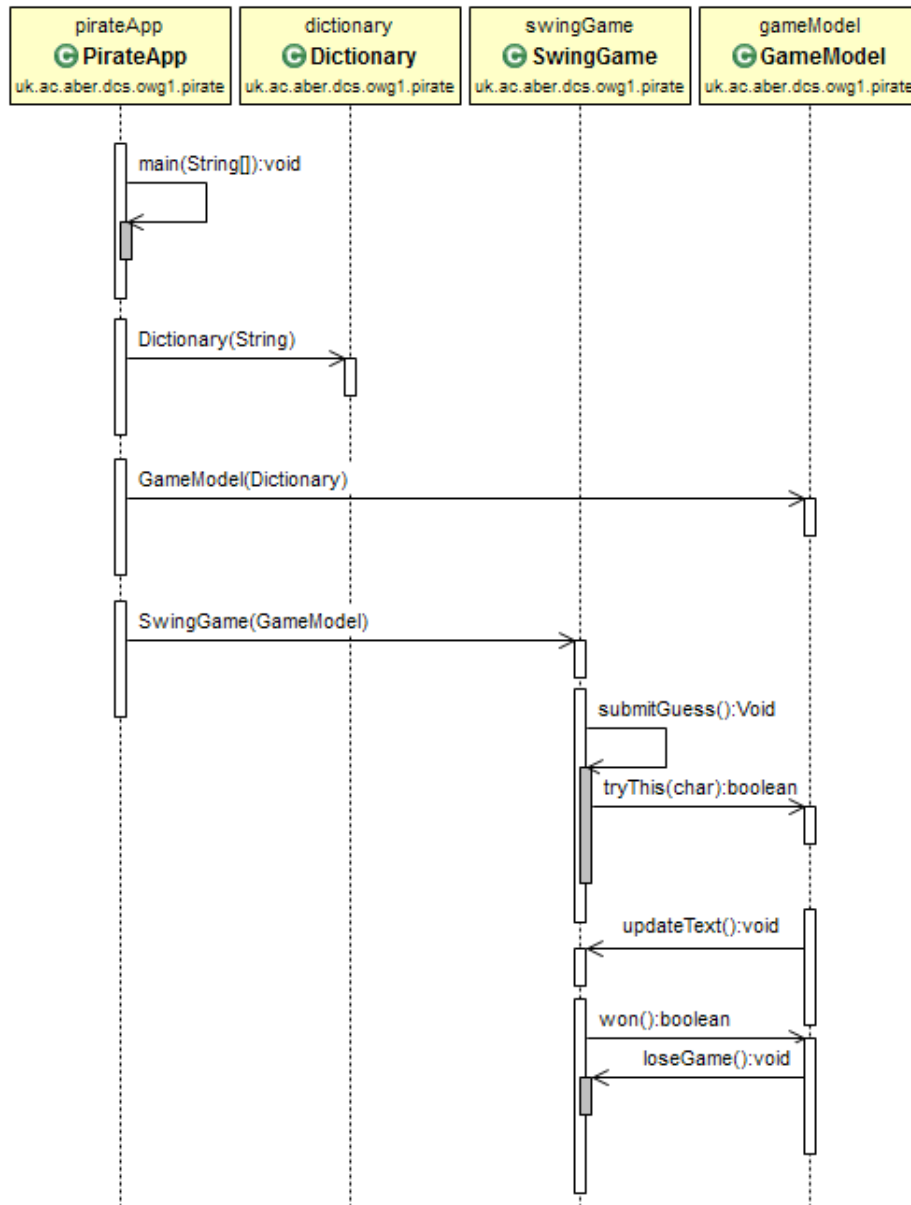 pirateApp
C PirateApp
uk.ac.aber.dcs.owg1.pirate
dictionary
C Dictionary
uk.ac.aber.dcs.owg1.pirate
swingGame
C SwingGame
uk.ac.aber.dcs.owg1.pirate
gameModel
C GameModel
uk.ac.aber.dcs.owg1.pirate
main(String[]):void
Dictionary(String)
GameModel(Dictionary)
SwingGame(GameModel)
submitGuess():Void
tryThis(char):boolean
updateText():void
won():boolean
loseGame():void